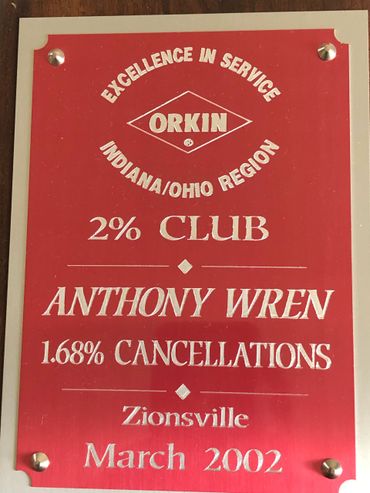 EXCELLENCE IN SERVICE
ORKIN
®
INDIANA/OHIO REGION
2% CLUB
ANTHONY WREN
1.68% CANCELLATIONS
Zionsville
March 2002